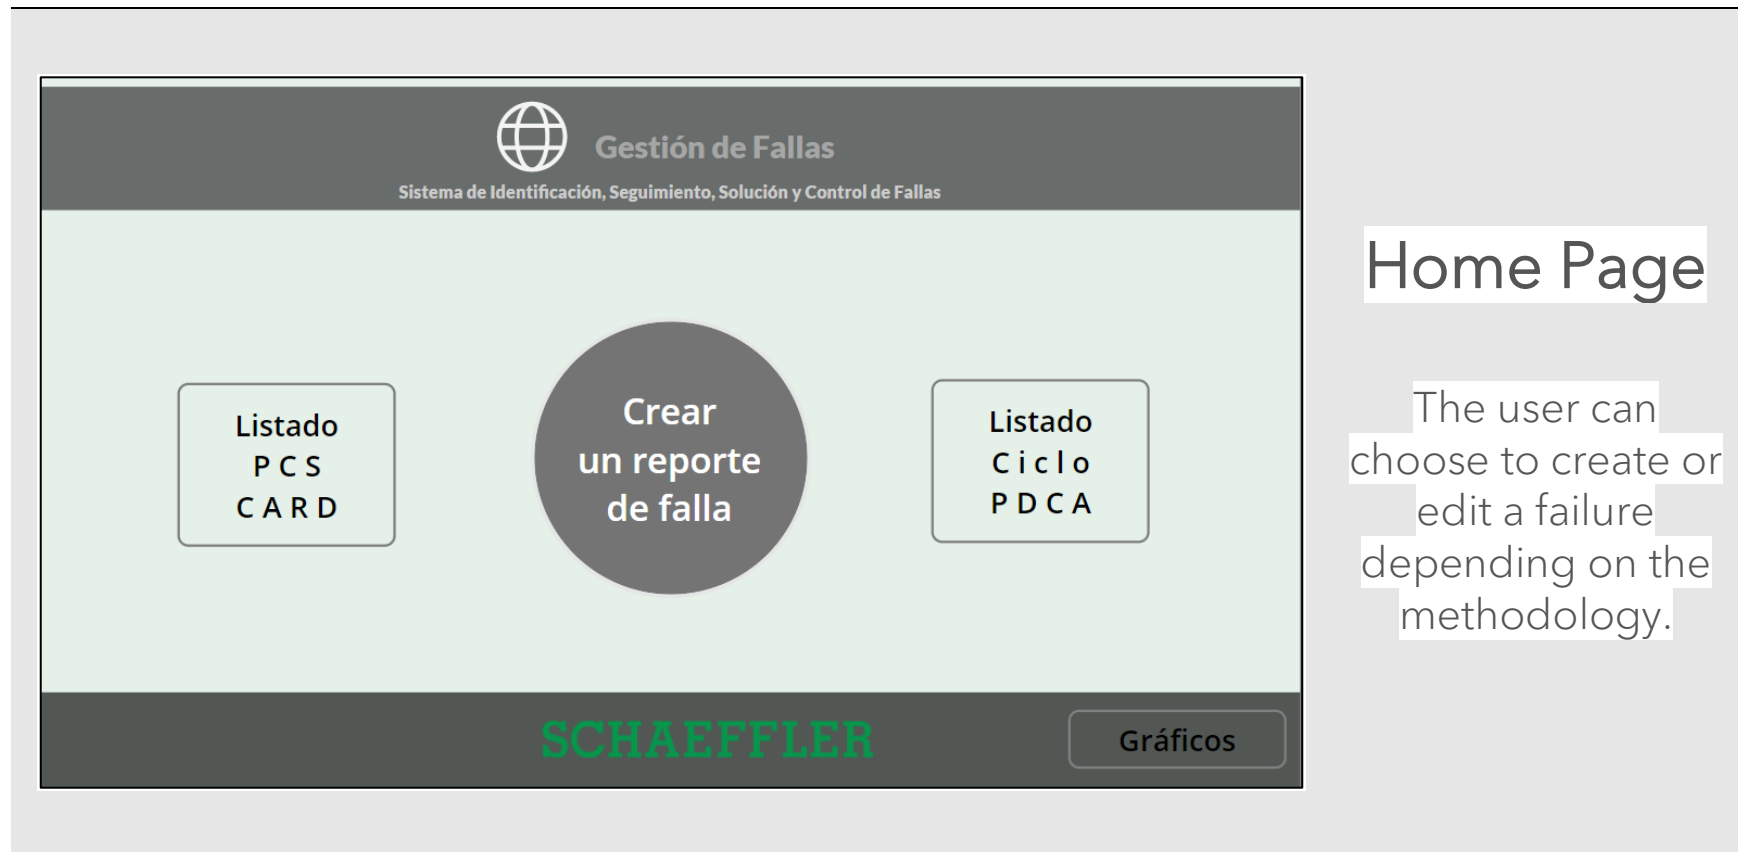 Gestión de Fallas
Sistema de Identificación, Seguimiento, Solución y Control de Fallas
Listado
P C S
C A R D
Crear
un reporte
de falla
Listado
C i c l o
P D C A
SCHAEFFLER
Gráficos
Home Page
The user can
choose to create or
edit a failure
depending on the
methodology.